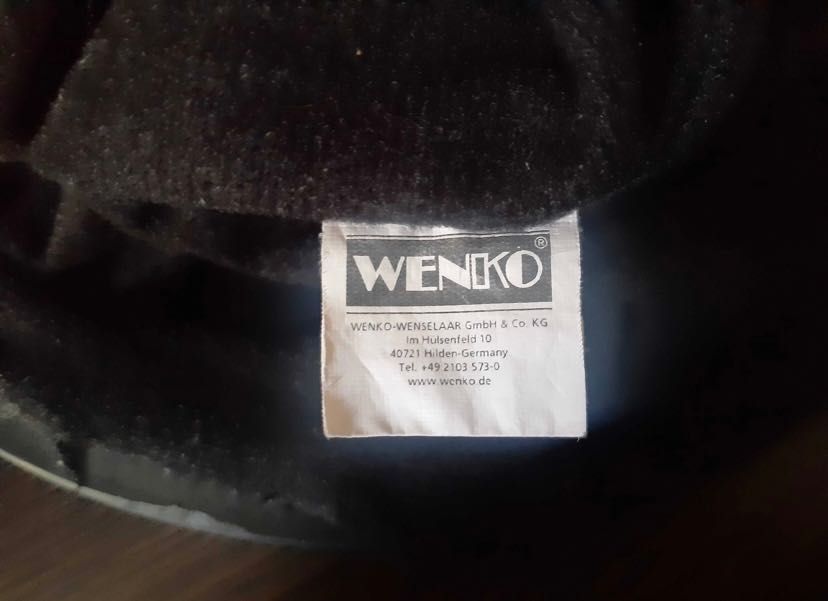 WENKO®
WENKO-WENSELAAR GmbH & Co. KG
Im Hülsenfeld 10
40721 Hilden-Germany
Tel. +49 2103 573-0
www.wenko.de